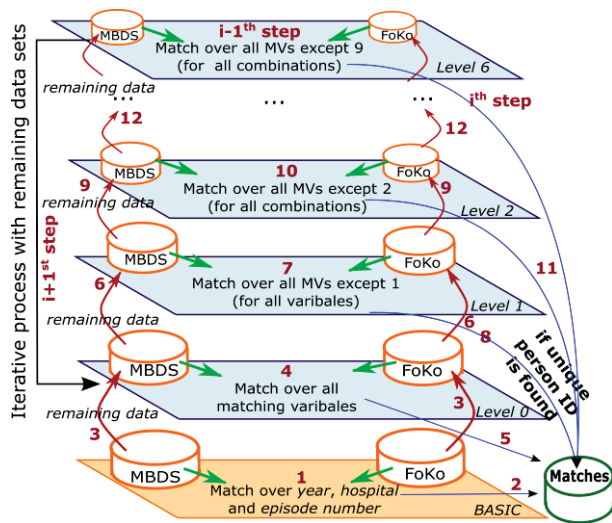 i-1th step
MBDS
FoKo
Match over all MVs except 9
(for all combinations)
Level 6
remaining data
remaining data
ith step
...
...
...
12
12
10
MBDS
FoKo
Match over all MVs except 2
(for all combinations)
Level 2
9
9
remaining data
11
7
MBDS
FoKo
Match over all MVs except 1
(for all varibales)
Level 1
6
6
8
remaining data
if unique
person ID
is found
4
MBDS
FoKo
Match over all
matching varibales
Level 0
remaining data
3
3
5
1
MBDS
FoKo
Match over year, hospital
and episode number
BASIC
2
Matches
Iterative process with remaining data sets
i+1st step